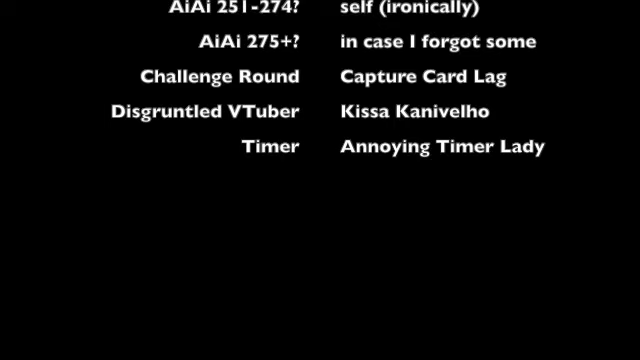 AiAi 251-274? self (ironically)
AiAi 275+? in case I forgot some
Challenge Round Capture Card Lag
Disgruntled VTuber Kissa Kanivelho
Timer Annoying Timer Lady